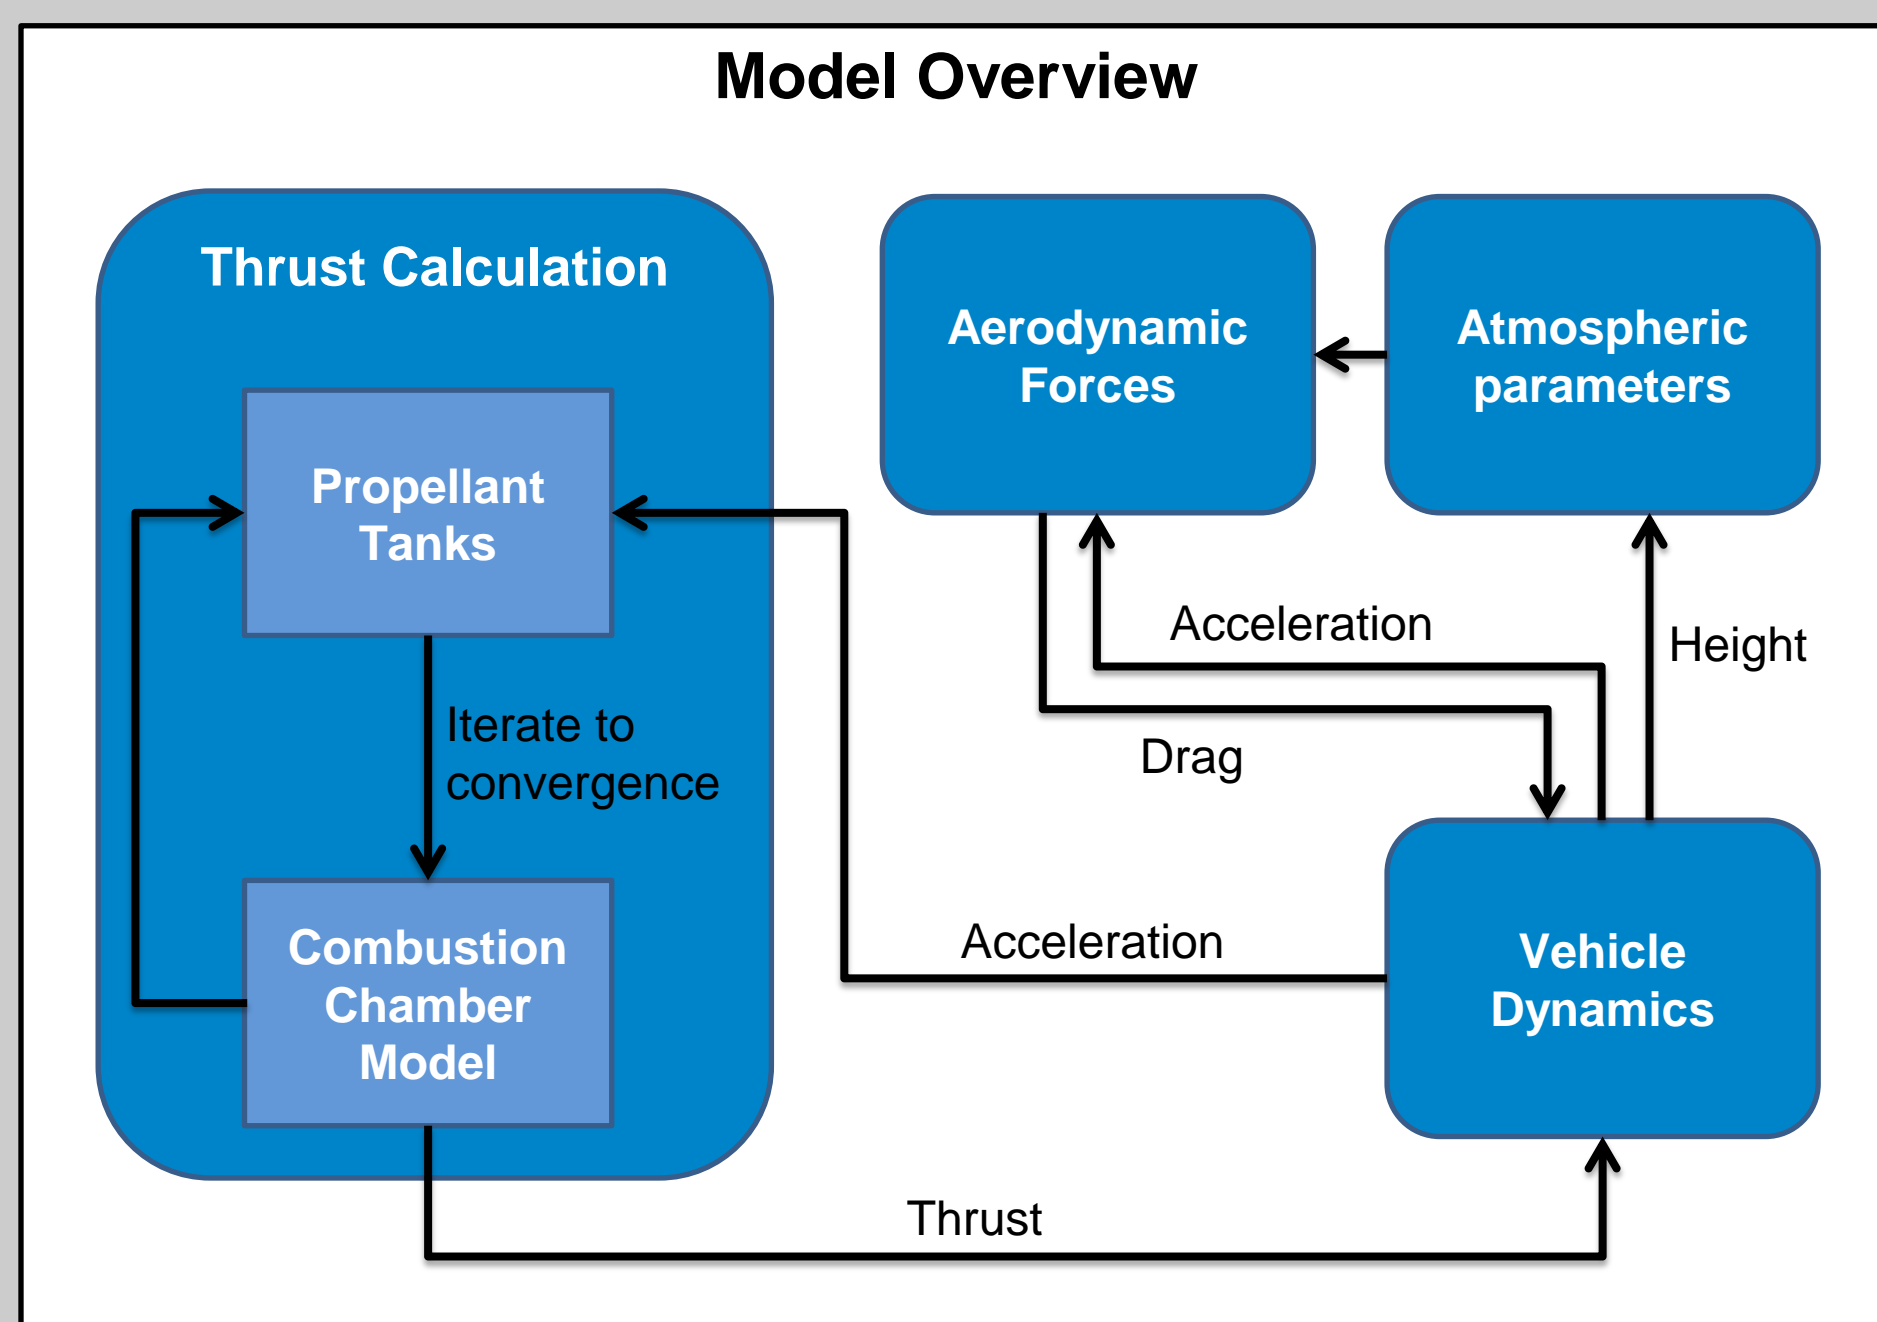 Model Overview
Thrust Calculation
Propellant
Tanks
Iterate to
convergence
Combustion
Chamber
Model
Aerodynamic
Forces
Atmospheric
parameters
Acceleration
Height
Drag
Acceleration
Vehicle
Dynamics
Thrust